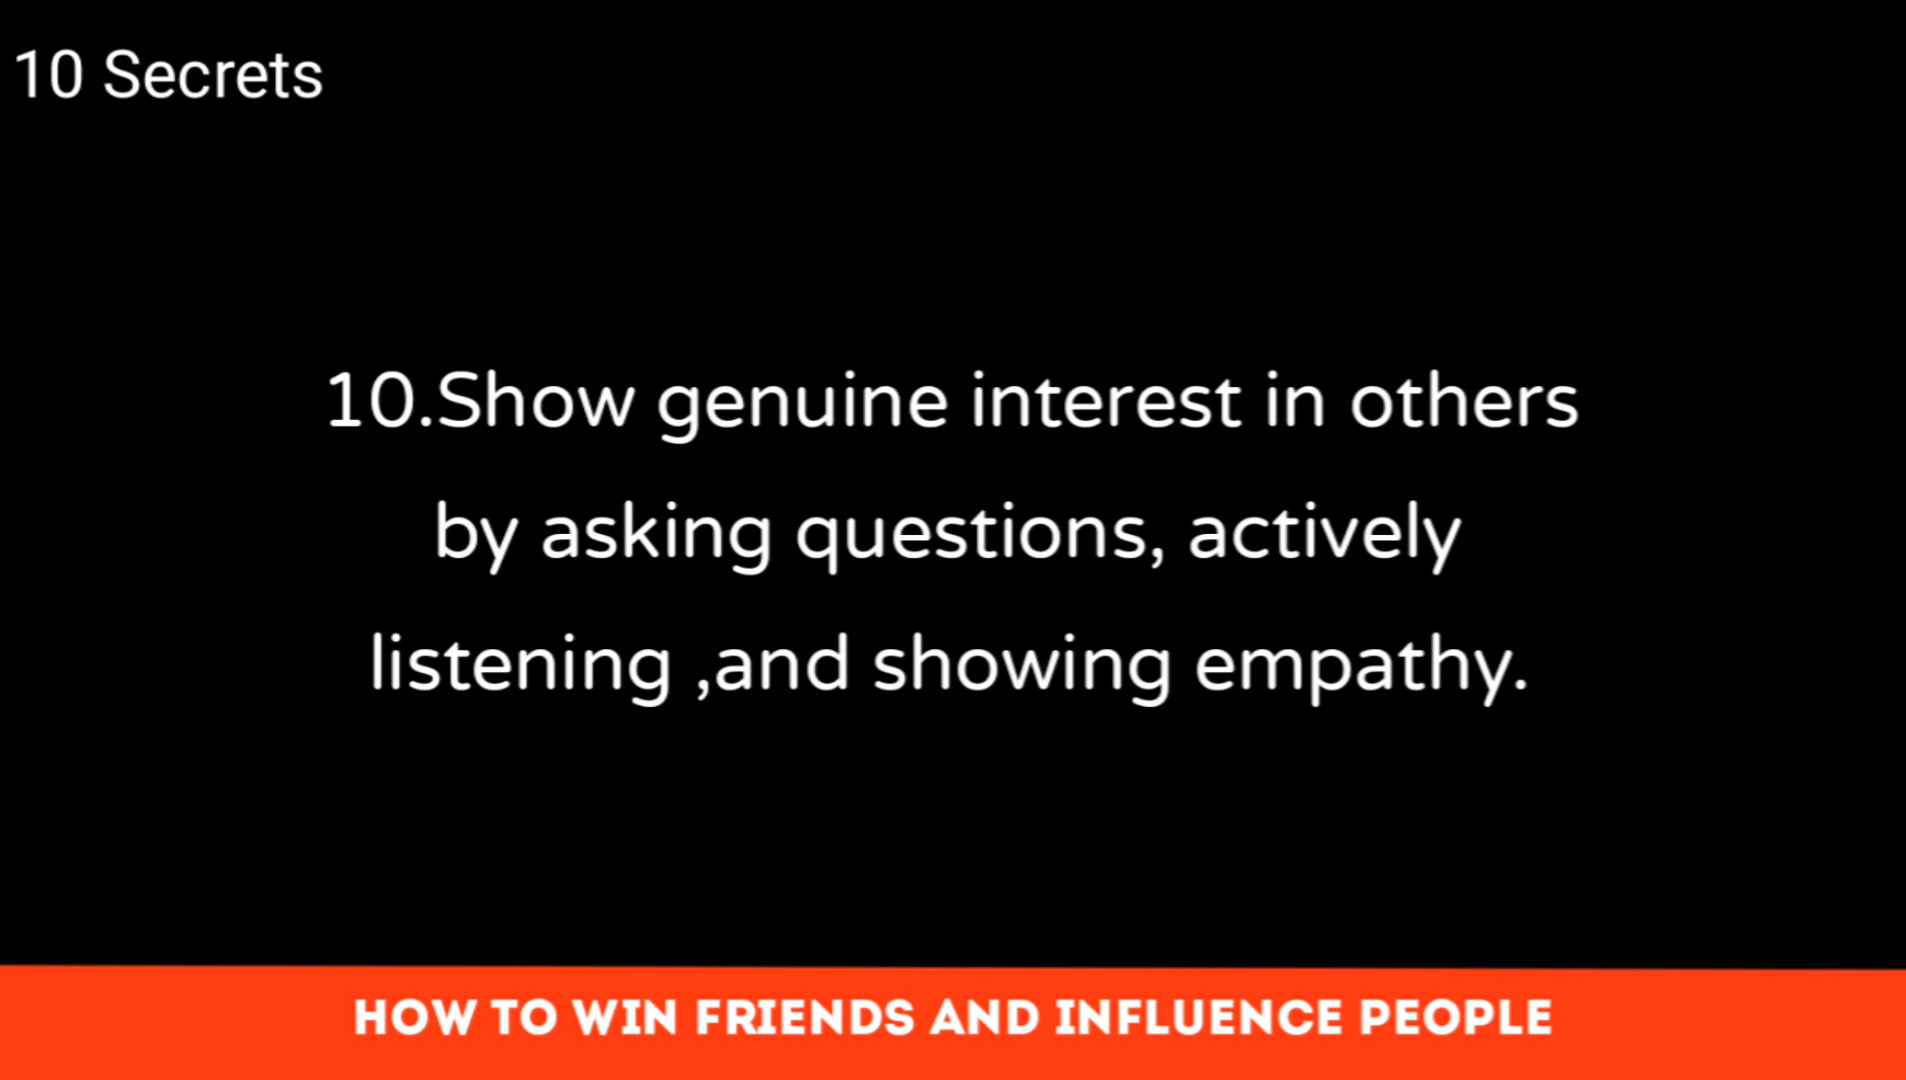 10 Secrets
10.Show genuine interest in others
by asking questions, actively
listening ,and showing empathy.
HOW TO WIN FRIENDS AND INFLUENCE PEOPLE